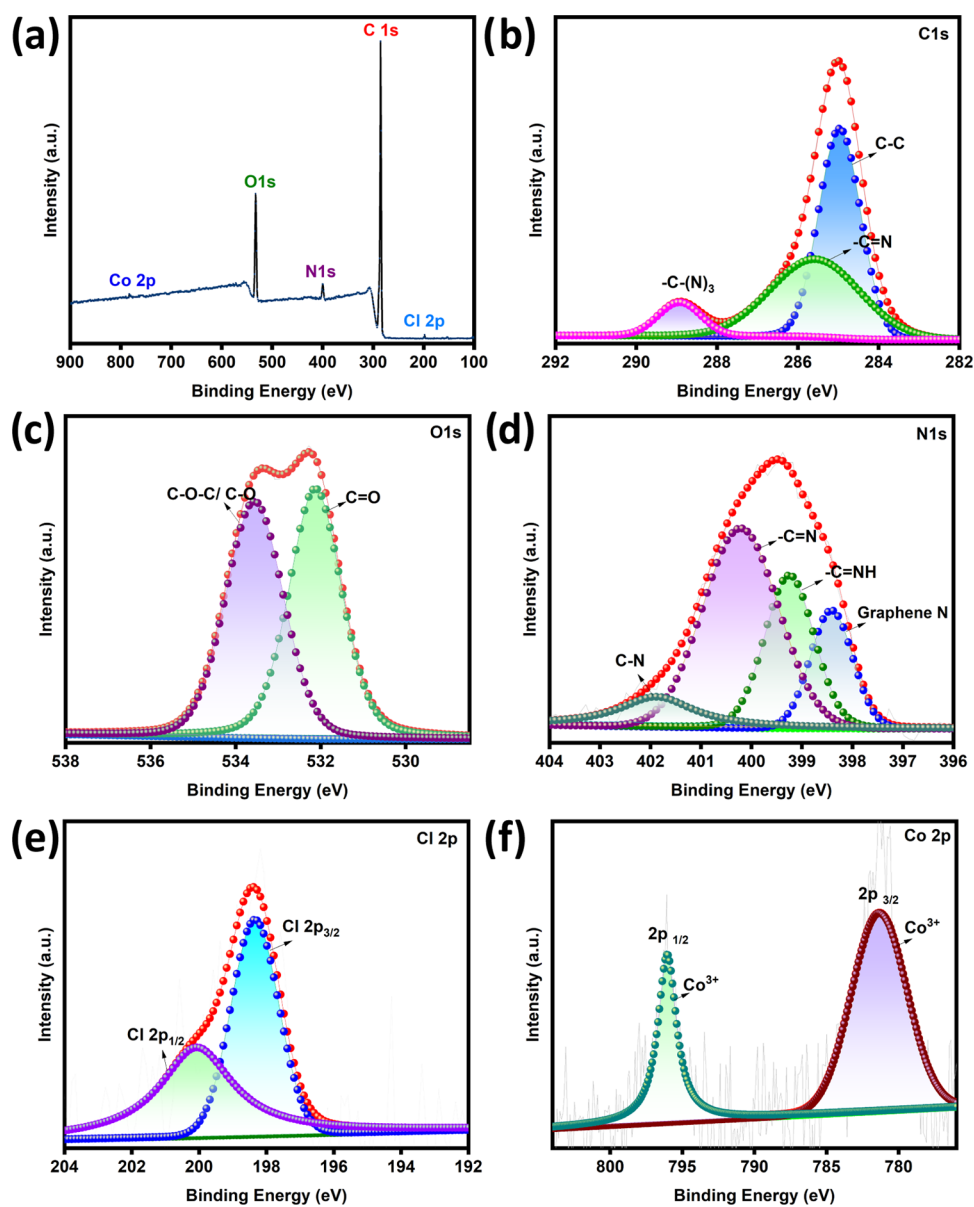 (a)
C 1s
O1s
N1s
Co 2p
Cl 2p
Intensity (a.u.)
900 800 700 600 500 400 300 200 100
Binding Energy (eV)
(b)
C1s
C-C
-C=N
-C-(N)₃
Intensity (a.u.)
292 290 288 286 284 282
Binding Energy (eV)
(c)
O1s
C-O-C/ C-O
C=O
Intensity (a.u.)
538 536 534 532 530
Binding Energy (eV)
(d)
N1s
-C=N
-C=NH
Graphene N
C-N
Intensity (a.u.)
404 403 402 401 400 399 398 397 396
Binding Energy (eV)
(e)
Cl 2p
Cl 2p₃/₂
Cl 2p₁/₂
Intensity (a.u.)
204 202 200 198 196 194 192
Binding Energy (eV)
(f)
Co 2p
2p ₃/₂
Co³⁺
2p ₁/₂
Co³⁺
Intensity (a.u.)
800 795 790 785 780
Binding Energy (eV)